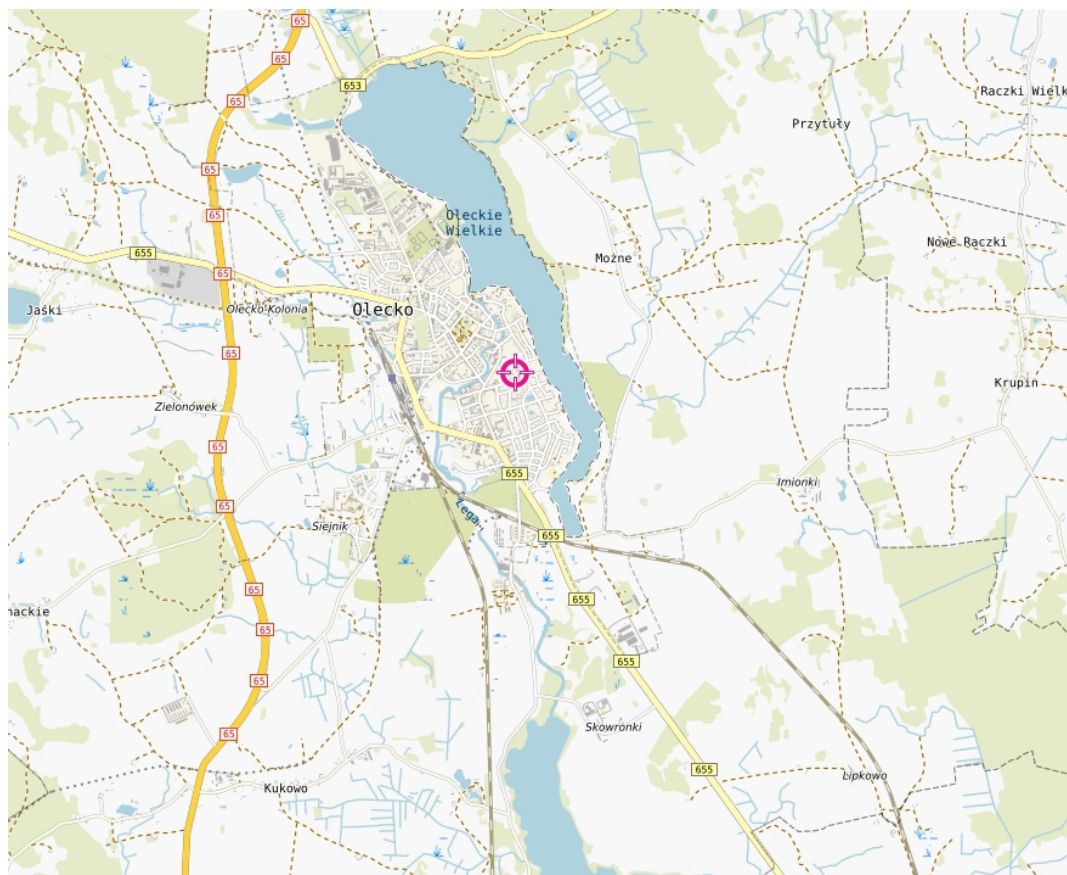 65
65
653
65
Raczki Wielk
Przytuły
65
65
Oleckie
Wielkie
Nowe Raczki
655
Możne
65
Jaśki
Olecko-Kolonia
Olecko
65
Krupin
Zielonówek
65
655
Imionki
65
Łega
Siejnik
655
65
655
nackie
65
655
65
Skowronki
65
655
Lipkowo
Kukowo